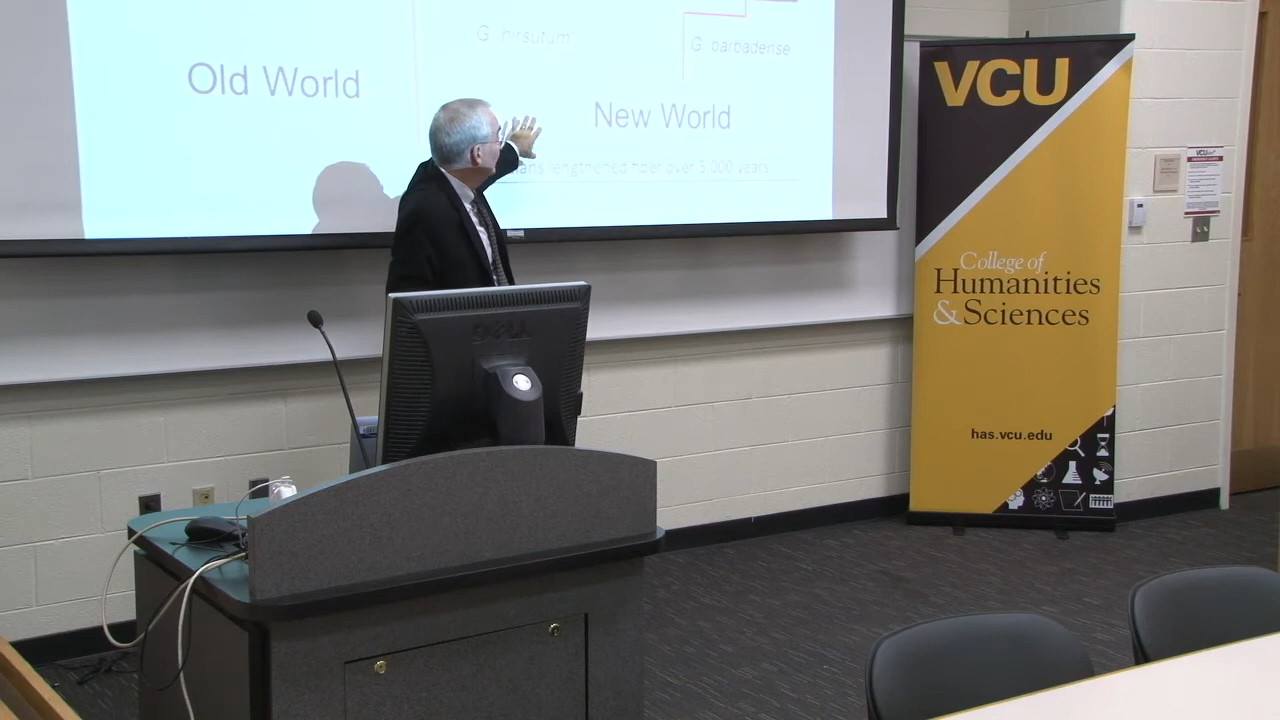 G. hirsutum
G. barbadense
Old World
New World
lengthened fiber over 5,000 years
DELL
VCU
College of
Humanities
& Sciences
has.vcu.edu
VCU